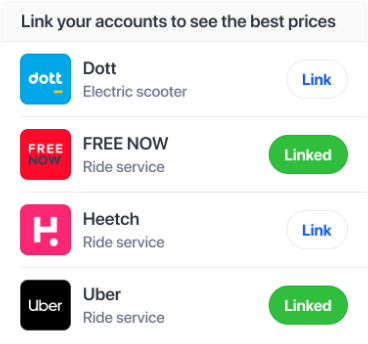 Link your accounts to see the best prices
dott
Dott
Electric scooter
Link
FREE
NOW
FREE NOW
Ride service
Linked
H.
Heetch
Ride service
Link
Uber
Uber
Ride service
Linked